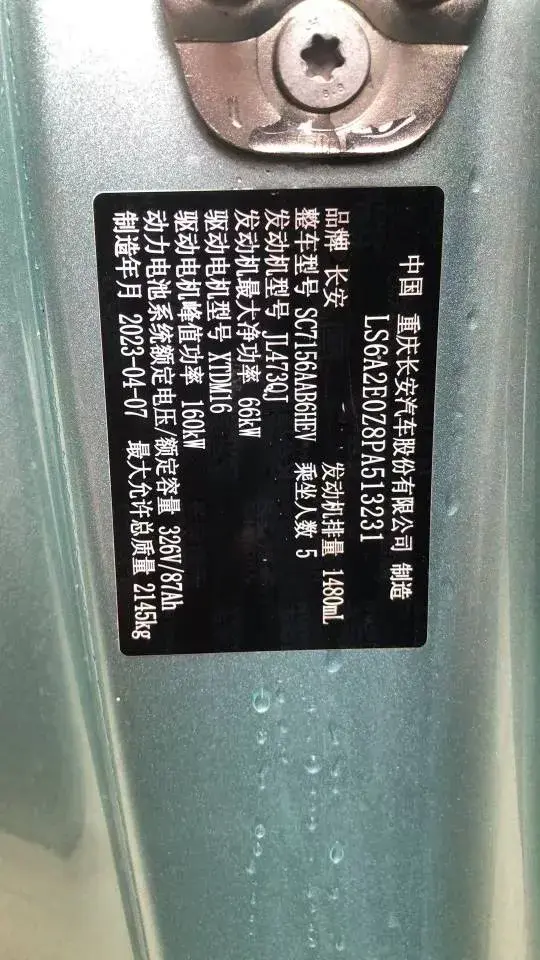 中国 重庆长安汽车股份有限公司 制造
LS6A2E0Z8PA513231
品牌 长安 发动机排量 1480mL
整车型号 SC7156AAB6HEV 乘坐人数 5
发动机型号 JL473QJ
发动机最大净功率 66kW
驱动电机型号 XTDM16
驱动电机峰值功率 160kW
动力电池系统额定电压/额定容量 326V/87Ah
制造年月 2023-04-07 最大允许总质量 2145kg
8.8